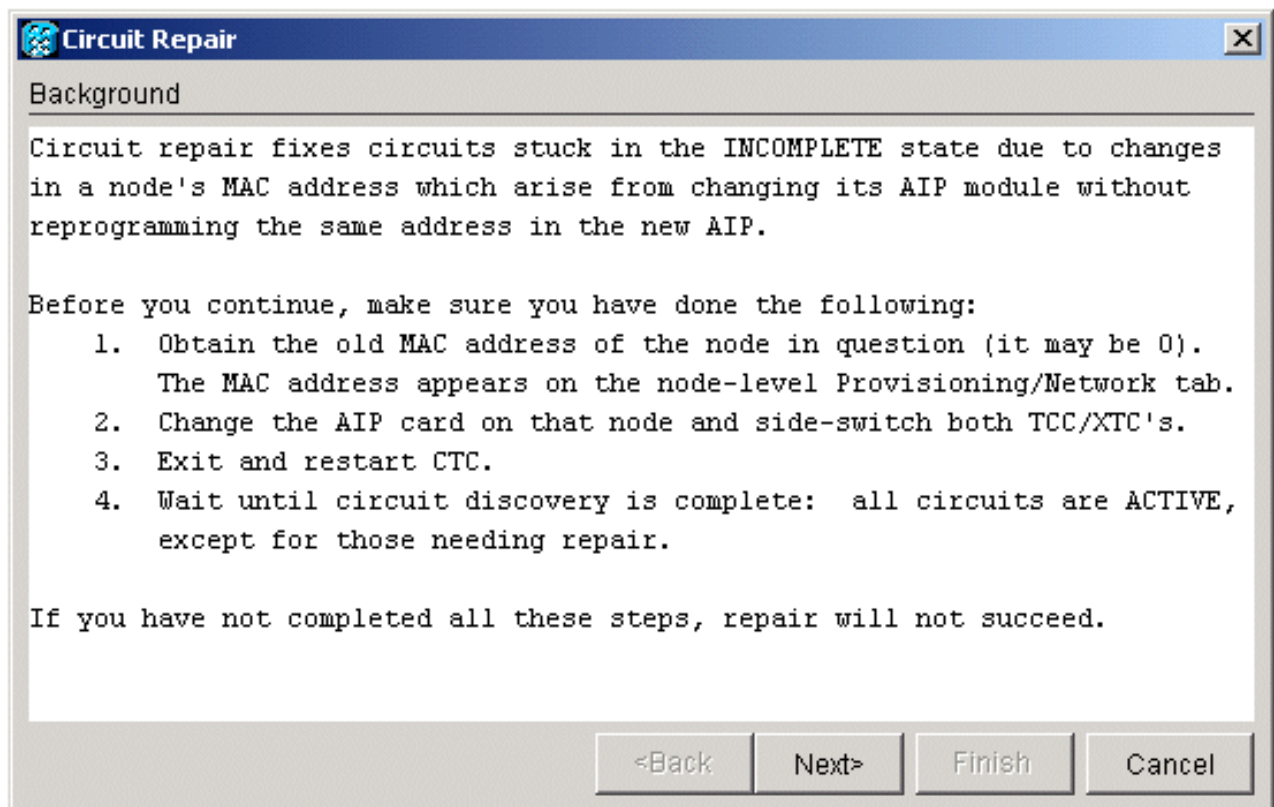 Circuit Repair
Background
Circuit repair fixes circuits stuck in the INCOMPLETE state due to changes
in a node's MAC address which arise from changing its AIP module without
reprogramming the same address in the new AIP.
Before you continue, make sure you have done the following:
1. Obtain the old MAC address of the node in question (it may be 0).
The MAC address appears on the node-level Provisioning/Network tab.
2. Change the AIP card on that node and side-switch both TCC/XTC's.
3. Exit and restart CTC.
4. Wait until circuit discovery is complete: all circuits are ACTIVE,
except for those needing repair.
If you have not completed all these steps, repair will not succeed.
<Back Next> Finish Cancel